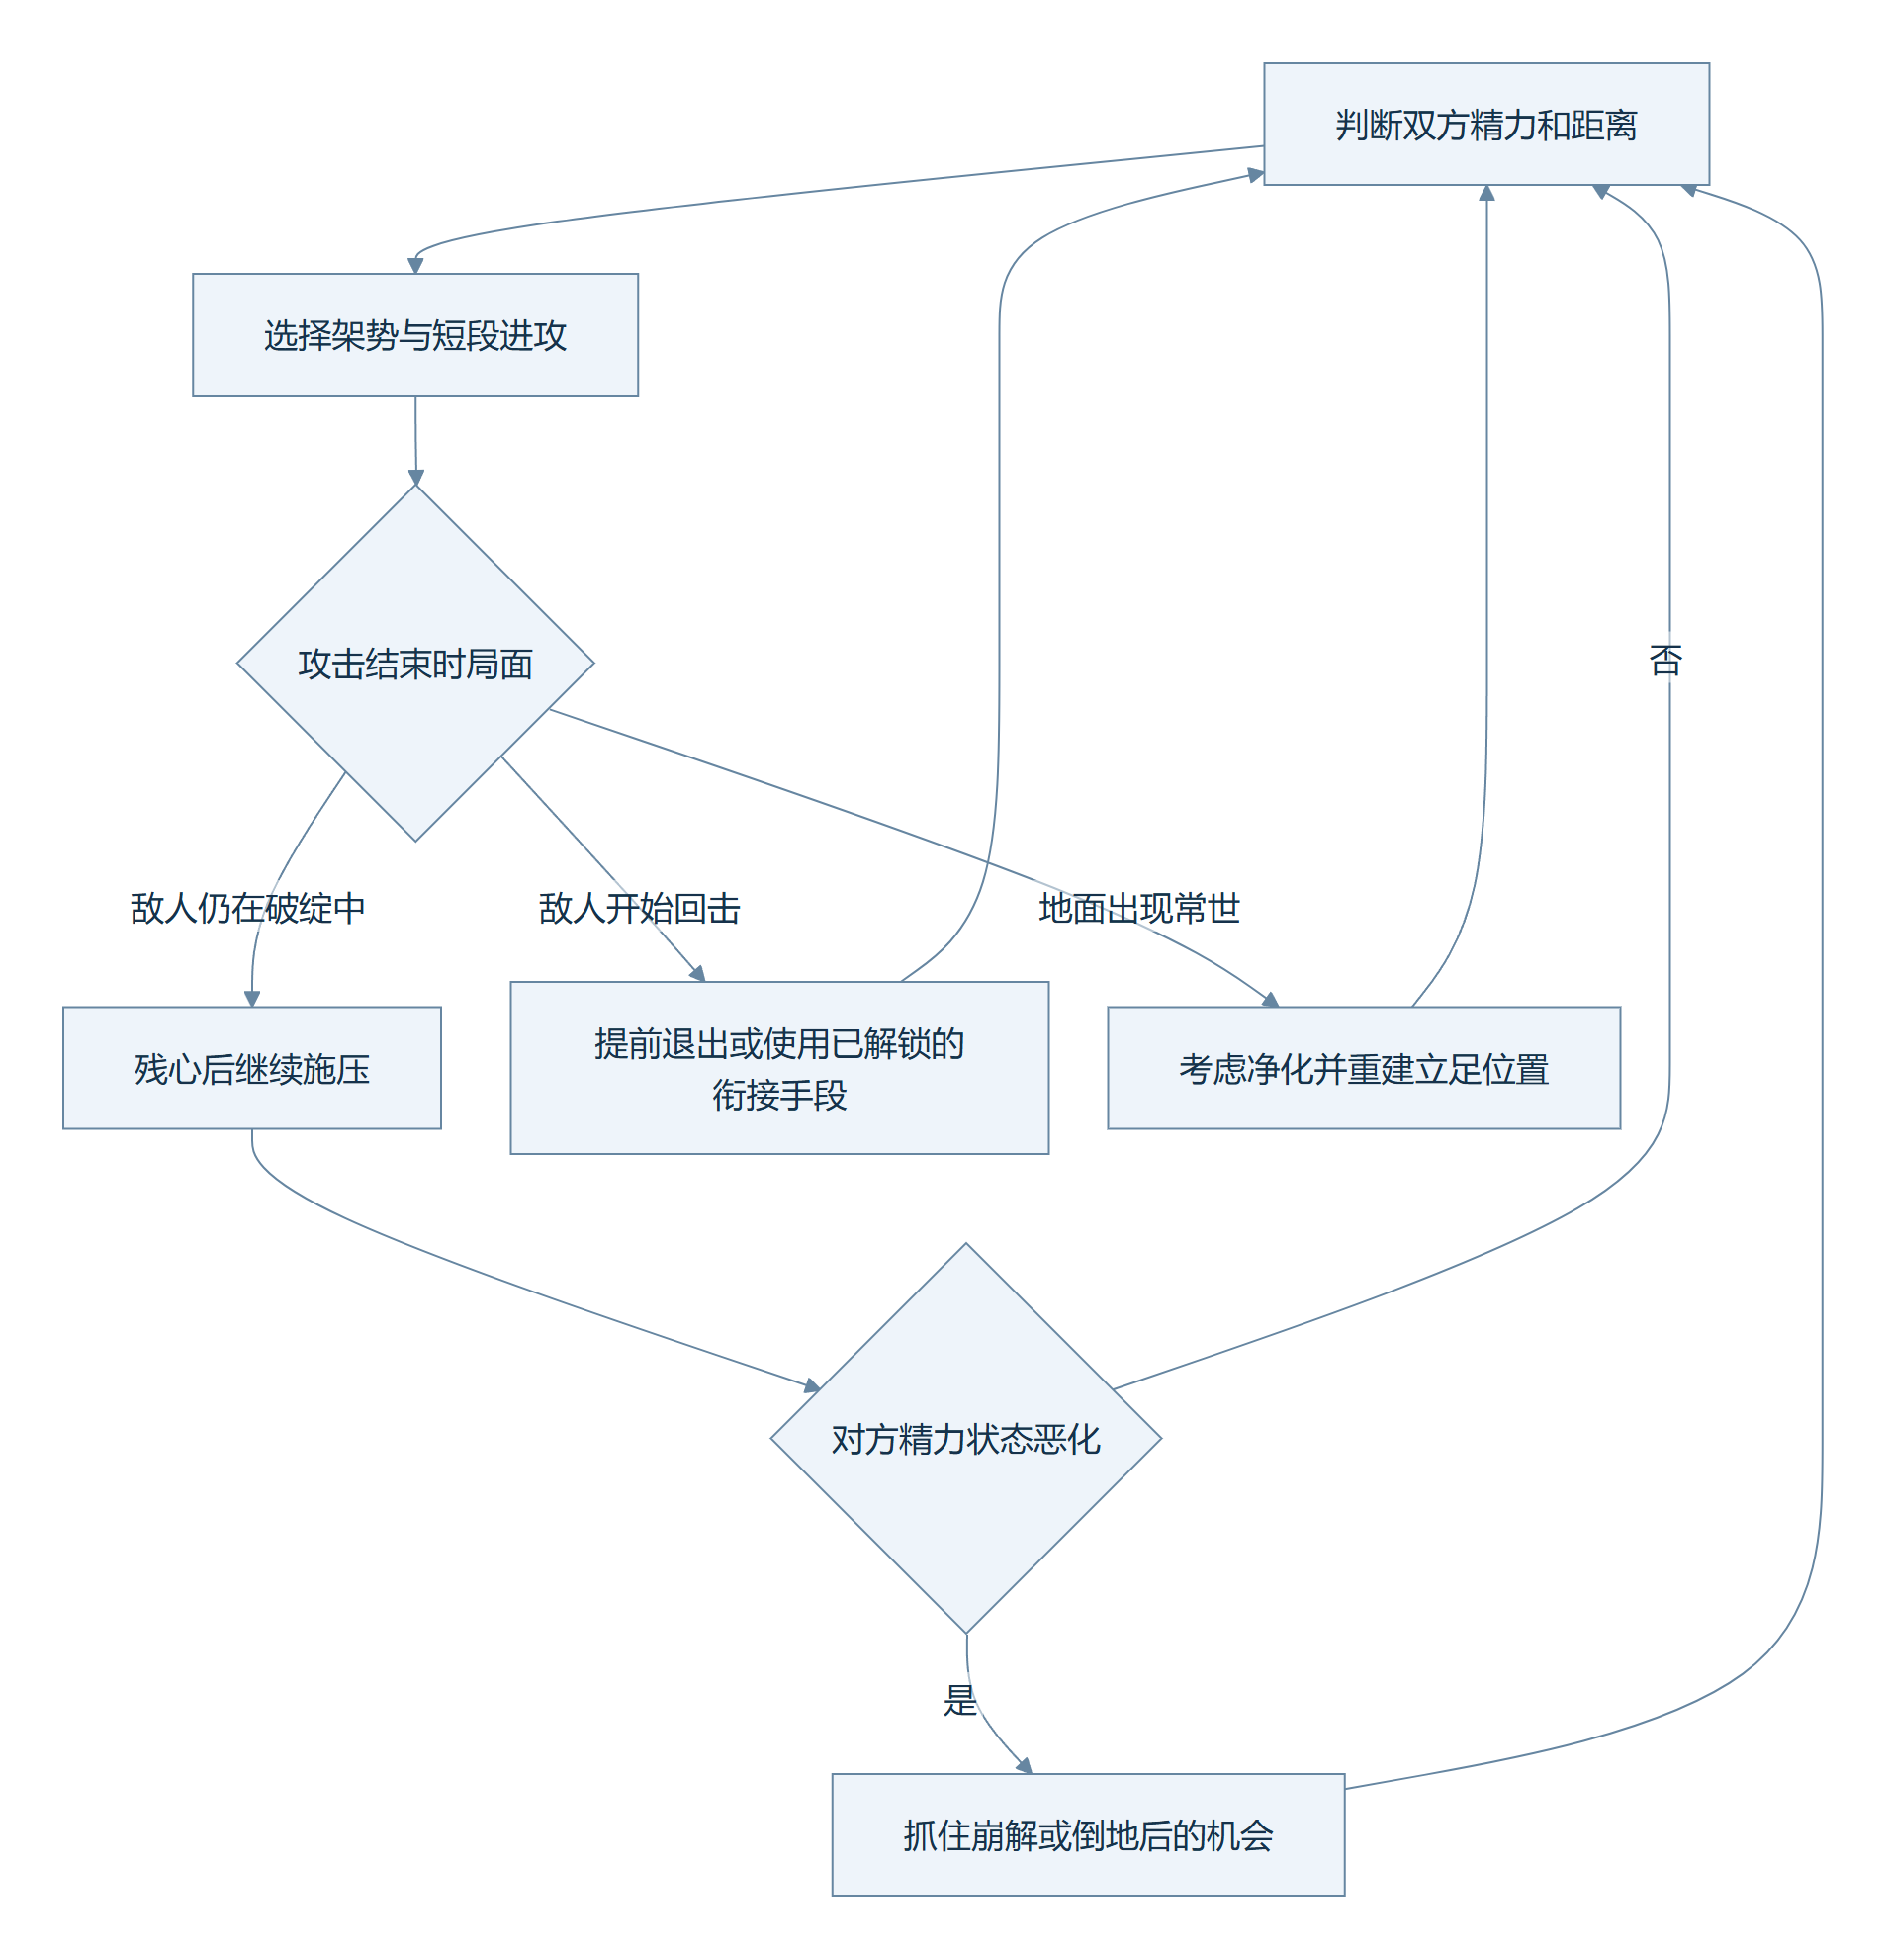 判断双方精力和距离
选择架势与短段进攻
攻击结束时局面
否
敌人仍在破绽中
敌人开始回击
地面出现常世
残心后继续施压
提前退出或使用已解锁的
衔接手段
考虑净化并重建立足位置
对方精力状态恶化
是
抓住崩解或倒地后的机会